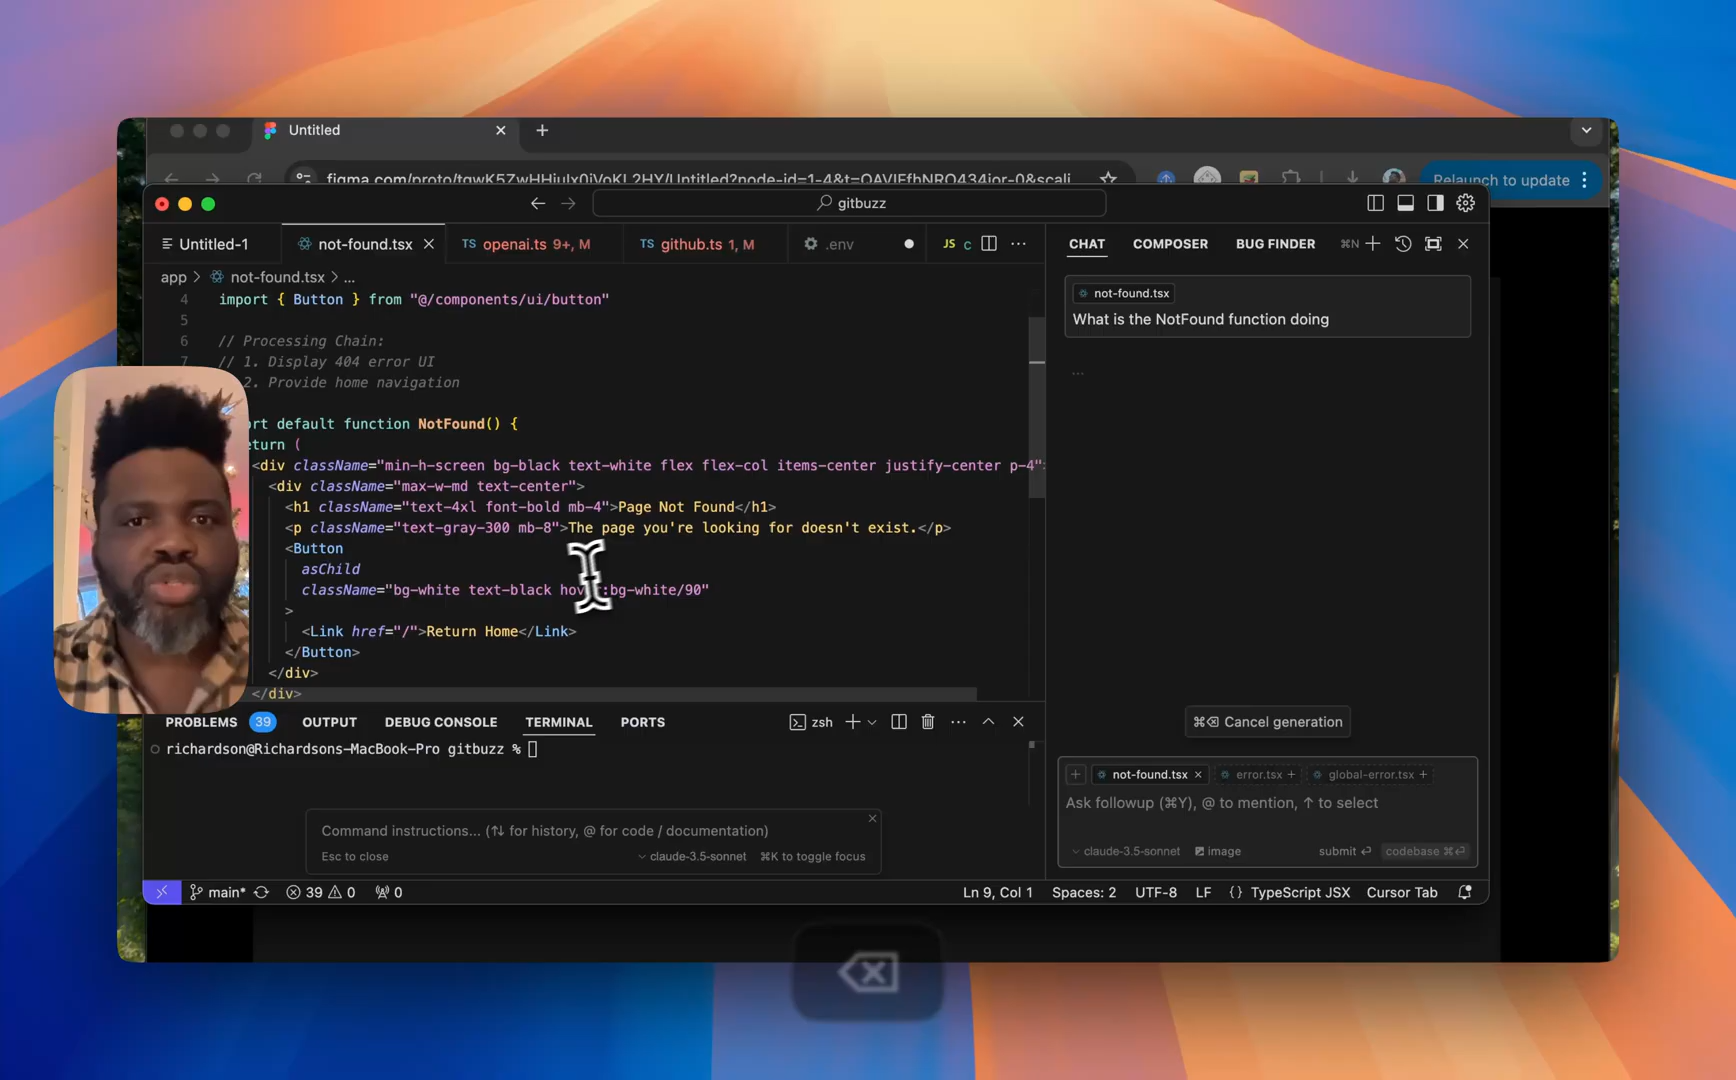 Untitled
figma.com/proto/
Relaunch to update
gitbuzz
Untitled-1
not-found.tsx
TS openai.ts 9+, M
TS github.ts 1, M
.env
JS c
CHAT
COMPOSER
BUG FINDER
⌘N
app > not-found.tsx > ...
4 import { Button } from "@/components/ui/button"
5
6 // Processing Chain:
7 // 1. Display 404 error UI
2. Provide home navigation
rt default function NotFound() {
eturn (
<div className="min-h-screen bg-black text-white flex flex-col items-center justify-center p-4"
<div className="max-w-md text-center">
<h1 className="text-4xl font-bold mb-4">Page Not Found</h1>
<p className="text-gray-300 mb-8">The page you're looking for doesn't exist.</p>
<Button
asChild
className="bg-white text-black hover:bg-white/90"
>
<Link href="/">Return Home</Link>
</Button>
</div>
</div>
not-found.tsx
What is the NotFound function doing
...
⌘⌫ Cancel generation
not-found.tsx × error.tsx + global-error.tsx +
Ask followup (⌘Y), @ to mention, ↑ to select
claude-3.5-sonnet image submit ↵ codebase ⌘↵
PROBLEMS 39 OUTPUT DEBUG CONSOLE TERMINAL PORTS
zsh
richardson@Richardsons-MacBook-Pro gitbuzz %
Command instructions... (↑↓ for history, @ for code / documentation)
Esc to close claude-3.5-sonnet ⌘K to toggle focus
main* 39 0 0
Ln 9, Col 1 Spaces: 2 UTF-8 LF {} TypeScript JSX Cursor Tab